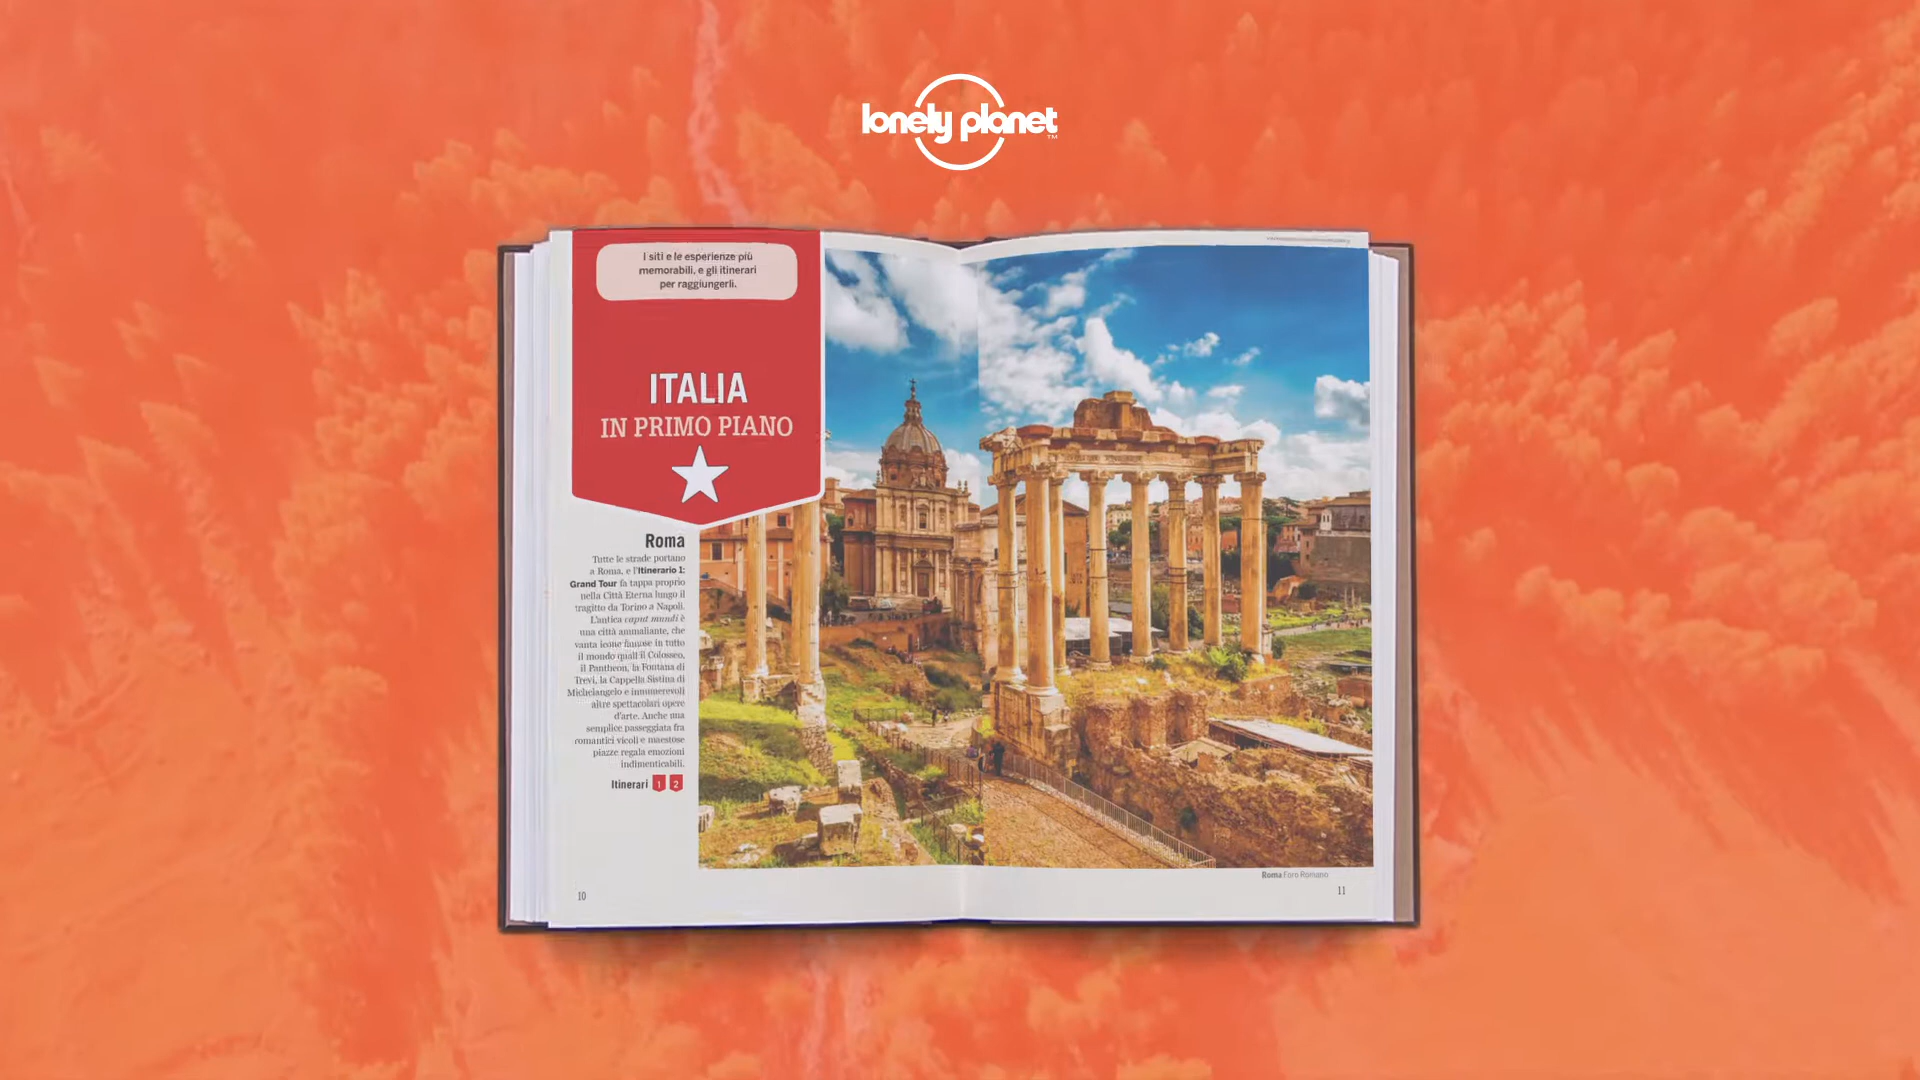 lonely planet
TM
I siti e le esperienze più
memorabili, e gli itinerari
per raggiungerli.
ITALIA
IN PRIMO PIANO
Roma
Tutte le strade portano
a Roma, e l'Itinerario 1:
Grand Tour fa tappa proprio
nella Città Eterna lungo il
tragitto da Torino a Napoli.
L'antica caput mundi è
una città ammaliante, che
vanta icone famose in tutto
il mondo quali il Colosseo,
il Pantheon, la Fontana di
Trevi, la Cappella Sistina di
Michelangelo e innumerevoli
altre spettacolari opere
d'arte. Anche una
semplice passeggiata fra
romantici vicoli e maestose
piazze regala emozioni
indimenticabili.
Itinerari 1 2
Roma Foro Romano
10
11